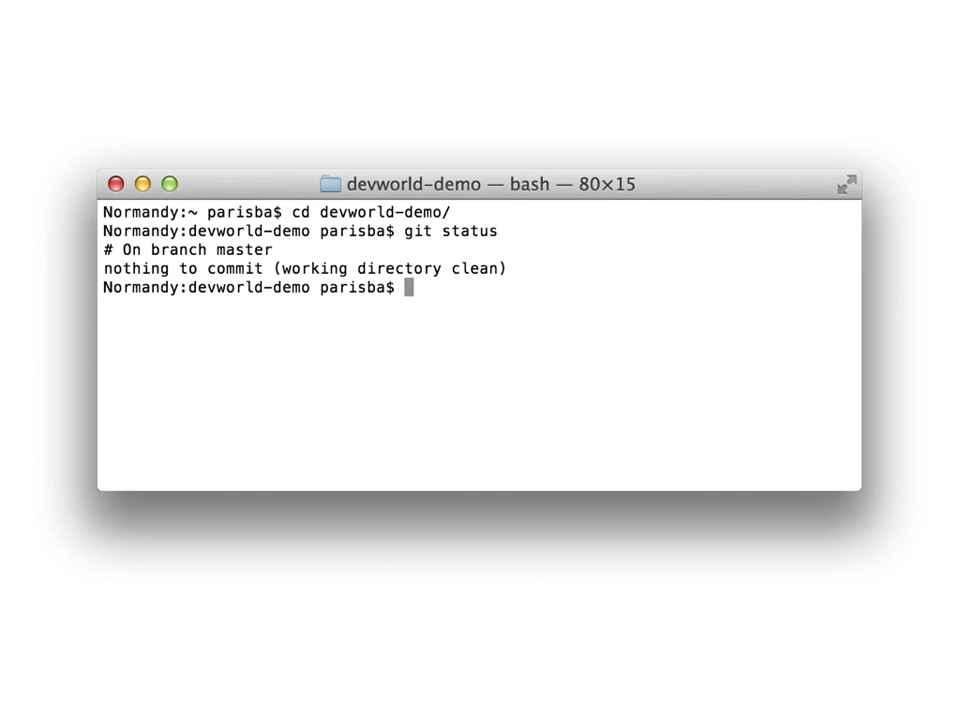 devworld-demo — bash — 80×15
Normandy:~ parisba$ cd devworld-demo/
Normandy:devworld-demo parisba$ git status
# On branch master
nothing to commit (working directory clean)
Normandy:devworld-demo parisba$